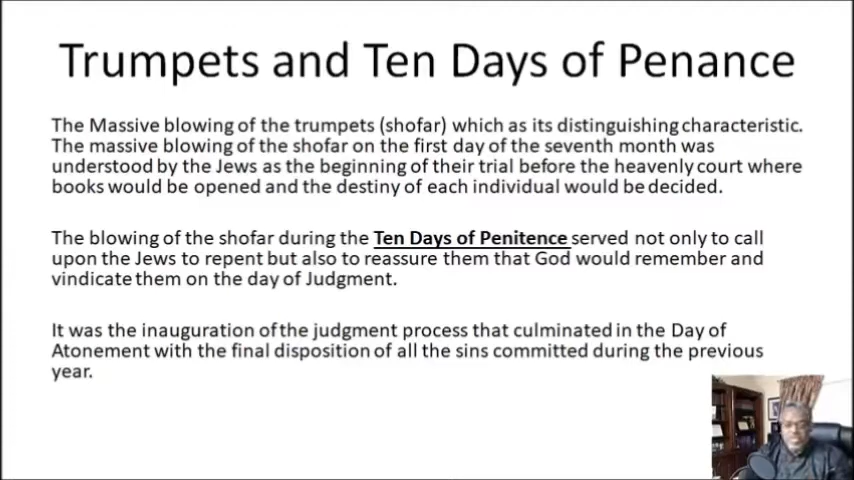 Trumpets and Ten Days of Penance
The Massive blowing of the trumpets (shofar) which as its distinguishing characteristic.
The massive blowing of the shofar on the first day of the seventh month was
understood by the Jews as the beginning of their trial before the heavenly court where
books would be opened and the destiny of each individual would be decided.
The blowing of the shofar during the Ten Days of Penitence served not only to call
upon the Jews to repent but also to reassure them that God would remember and
vindicate them on the day of Judgment.
It was the inauguration of the judgment process that culminated in the Day of
Atonement with the final disposition of all the sins committed during the previous
year.